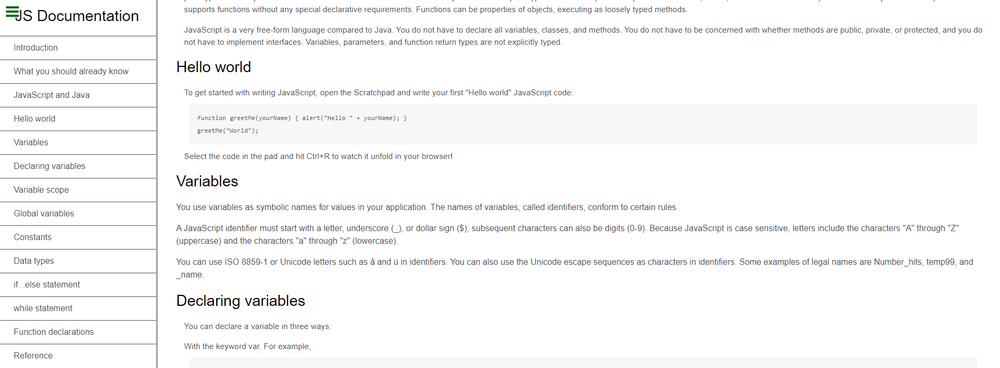 JS Documentation
Introduction
What you should already know
JavaScript and Java
Hello world
Variables
Declaring variables
Variable scope
Global variables
Constants
Data types
if...else statement
while statement
Function declarations
Reference
supports functions without any special declarative requirements. Functions can be properties of objects, executing as loosely typed methods.
JavaScript is a very free-form language compared to Java. You do not have to declare all variables, classes, and methods. You do not have to be concerned with whether methods are public, private, or protected, and you do
not have to implement interfaces. Variables, parameters, and function return types are not explicitly typed.
Hello world
To get started with writing JavaScript, open the Scratchpad and write your first "Hello world" JavaScript code:
function greetMe(yourName) { alert("Hello " + yourName); }
greetMe("World");
Select the code in the pad and hit Ctrl+R to watch it unfold in your browser!
Variables
You use variables as symbolic names for values in your application. The names of variables, called identifiers, conform to certain rules.
A JavaScript identifier must start with a letter, underscore (_), or dollar sign ($); subsequent characters can also be digits (0-9). Because JavaScript is case sensitive, letters include the characters "A" through "Z"
(uppercase) and the characters "a" through "z" (lowercase).
You can use ISO 8859-1 or Unicode letters such as å and ü in identifiers. You can also use the Unicode escape sequences as characters in identifiers. Some examples of legal names are Number_hits, temp99, and
_name.
Declaring variables
You can declare a variable in three ways:
With the keyword var. For example,